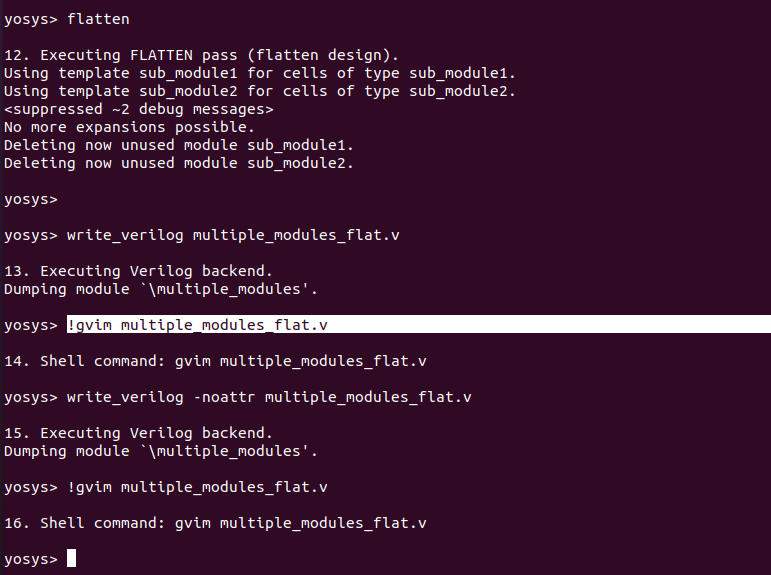 yosys> flatten
12. Executing FLATTEN pass (flatten design).
Using template sub_module1 for cells of type sub_module1.
Using template sub_module2 for cells of type sub_module2.
<suppressed ~2 debug messages>
No more expansions possible.
Deleting now unused module sub_module1.
Deleting now unused module sub_module2.
yosys>
yosys> write_verilog multiple_modules_flat.v
13. Executing Verilog backend.
Dumping module `\multiple_modules'.
yosys> !gvim multiple_modules_flat.v
14. Shell command: gvim multiple_modules_flat.v
yosys> write_verilog -noattr multiple_modules_flat.v
15. Executing Verilog backend.
Dumping module `\multiple_modules'.
yosys> !gvim multiple_modules_flat.v
16. Shell command: gvim multiple_modules_flat.v
yosys>